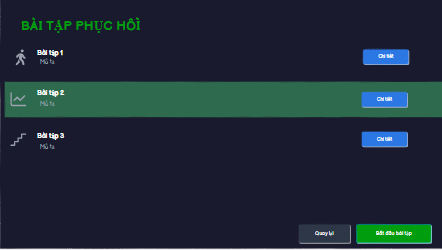 BÀI TẬP PHỤC HỒI
Bài tập 1
Mô tả
Chi tiết
Bài tập 2
Mô tả
Chi tiết
Bài tập 3
Mô tả
Chi tiết
Quay lại
Bắt đầu bài tập